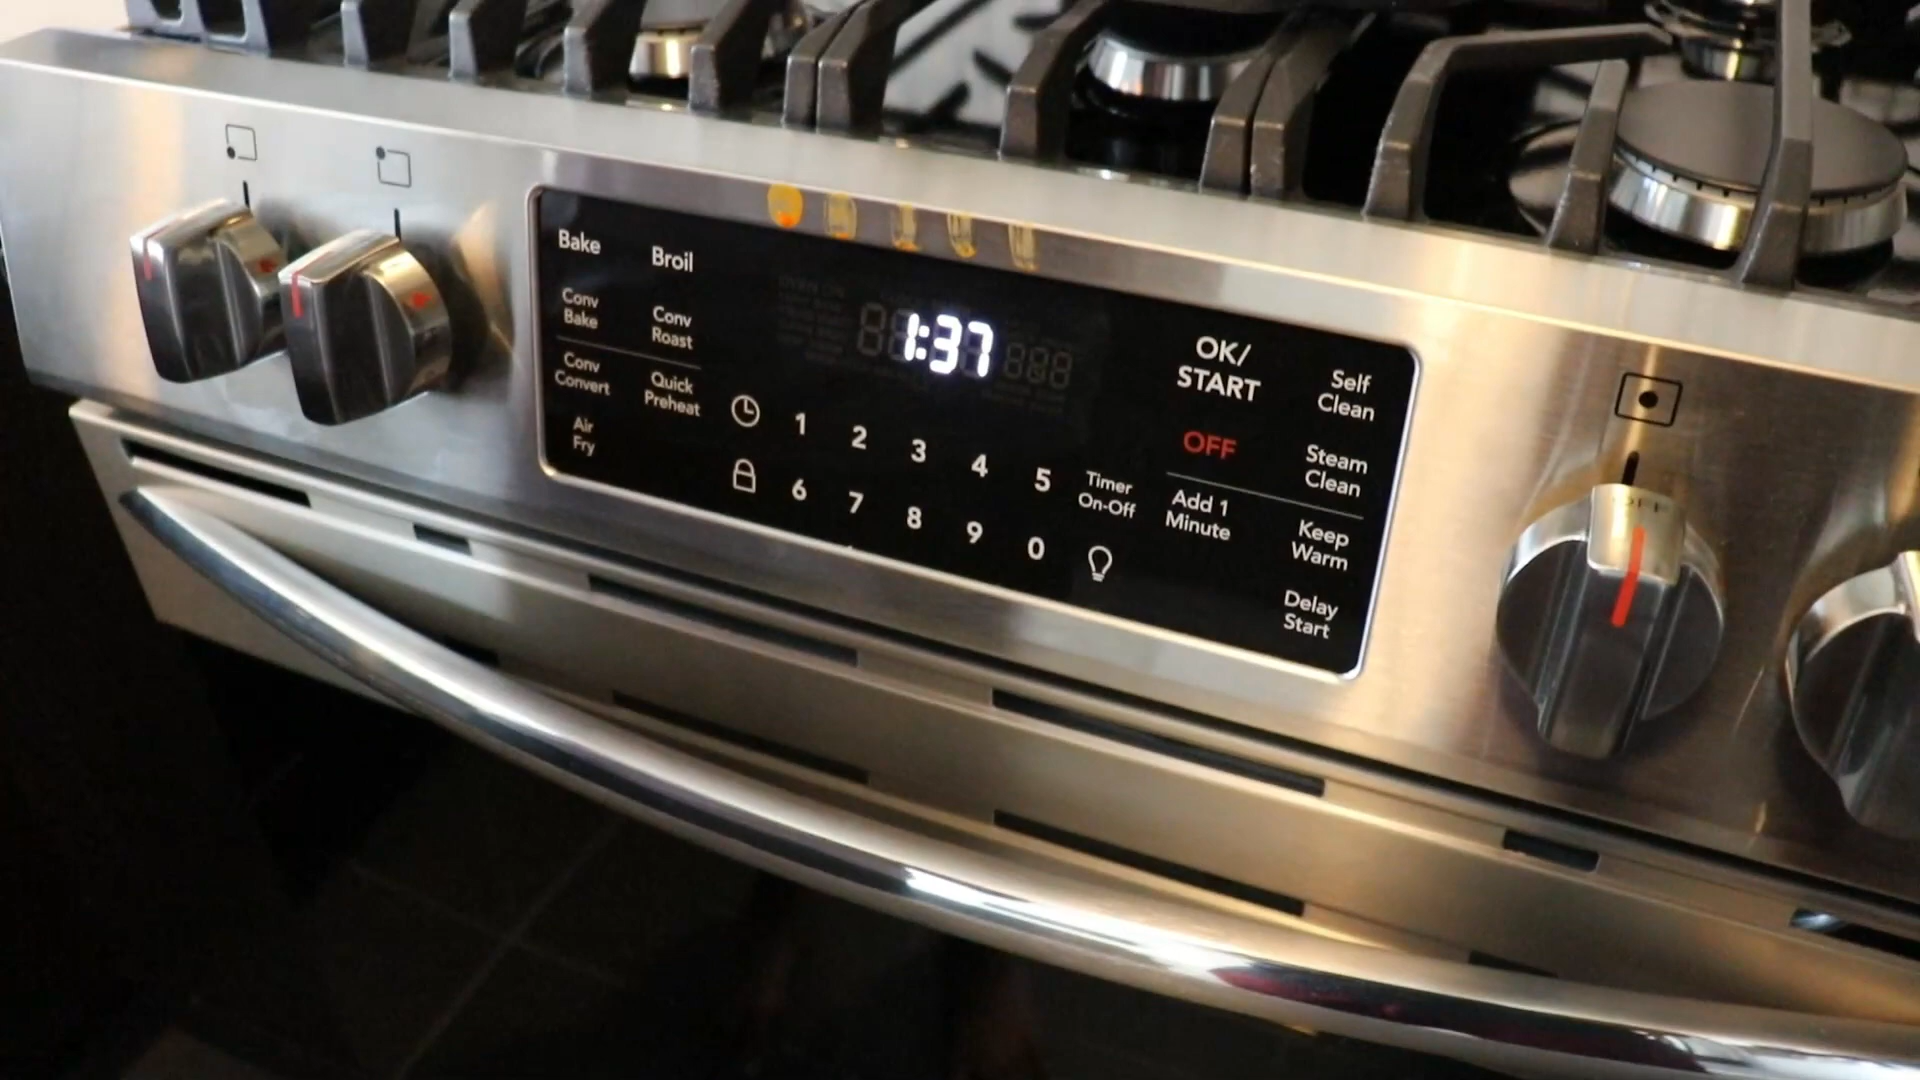 Bake
Broil
Conv
Bake
Conv
Roast
Conv
Convert
Quick
Preheat
Air
Fry
1:37
1 2 3 4 5
6 7 8 9 0
Timer
On-Off
OK/
START
OFF
Add 1
Minute
Self
Clean
Steam
Clean
Keep
Warm
Delay
Start
OFF